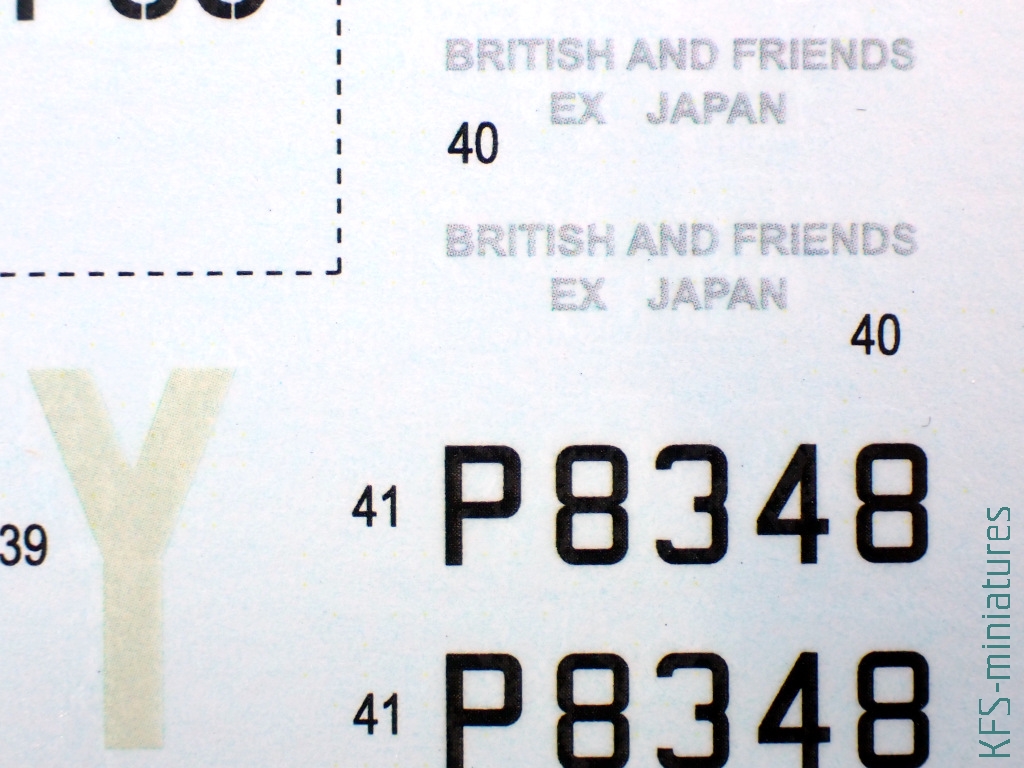 BRITISH AND FRIENDS
EX JAPAN
40
BRITISH AND FRIENDS
EX JAPAN
40
Y
39
41 P8348
41 P8348
KFS-miniatures